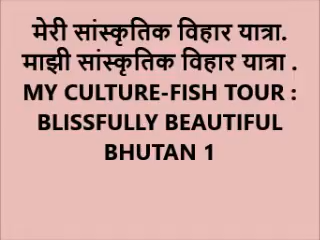 मेरी सांस्कृतिक विहार यात्रा.
माझी सांस्कृतिक विहार यात्रा .
MY CULTURE-FISH TOUR :
BLISSFULLY BEAUTIFUL
BHUTAN 1